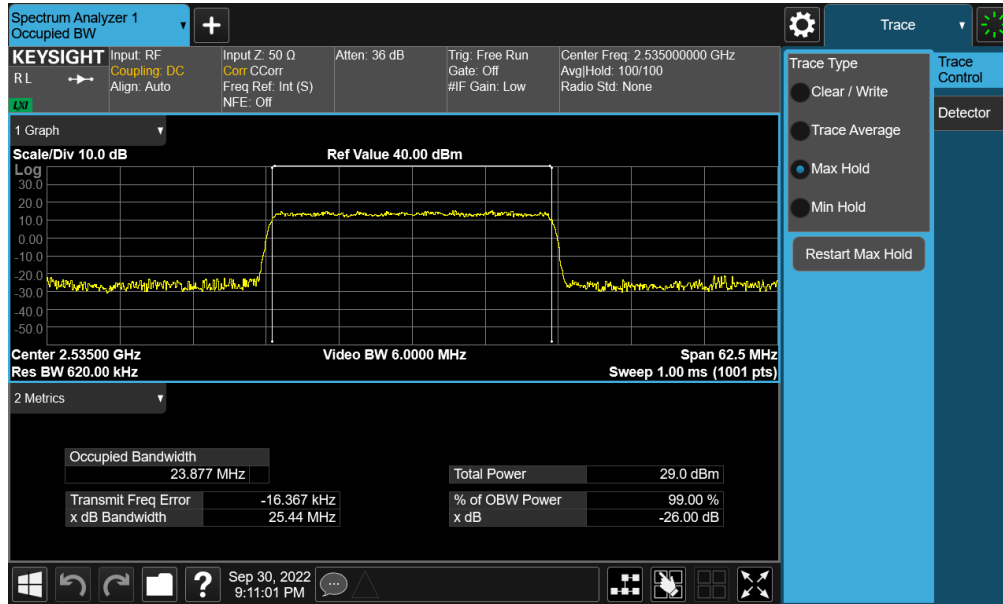 Spectrum Analyzer 1
Occupied BW
+
Trace
KEYSIGHT
R L
LXI
Input: RF
Coupling: DC
Align: Auto
Input Z: 50 Ω
Corr CCorr
Freq Ref: Int (S)
NFE: Off
Atten: 36 dB
Trig: Free Run
Gate: Off
#IF Gain: Low
Center Freq: 2.535000000 GHz
Avg|Hold: 100/100
Radio Std: None
1 Graph
Scale/Div 10.0 dB
Ref Value 40.00 dBm
Log
30.0
20.0
10.0
0.00
-10.0
-20.0
-30.0
-40.0
-50.0
Center 2.53500 GHz
Video BW 6.0000 MHz
Span 62.5 MHz
Res BW 620.00 kHz
Sweep 1.00 ms (1001 pts)
2 Metrics
Occupied Bandwidth
23.877 MHz
Total Power 29.0 dBm
Transmit Freq Error -16.367 kHz
% of OBW Power 99.00 %
x dB Bandwidth 25.44 MHz
x dB -26.00 dB
Trace Type
Clear / Write
Trace Average
Max Hold
Min Hold
Restart Max Hold
Trace
Control
Detector
?
Sep 30, 2022
9:11:01 PM